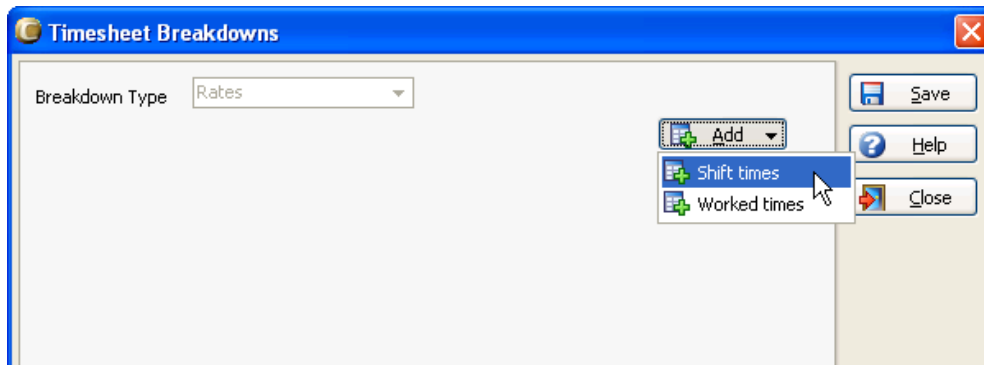 Timesheet Breakdowns
Breakdown Type Rates
Save
Add
Help
Shift times
Worked times
Close